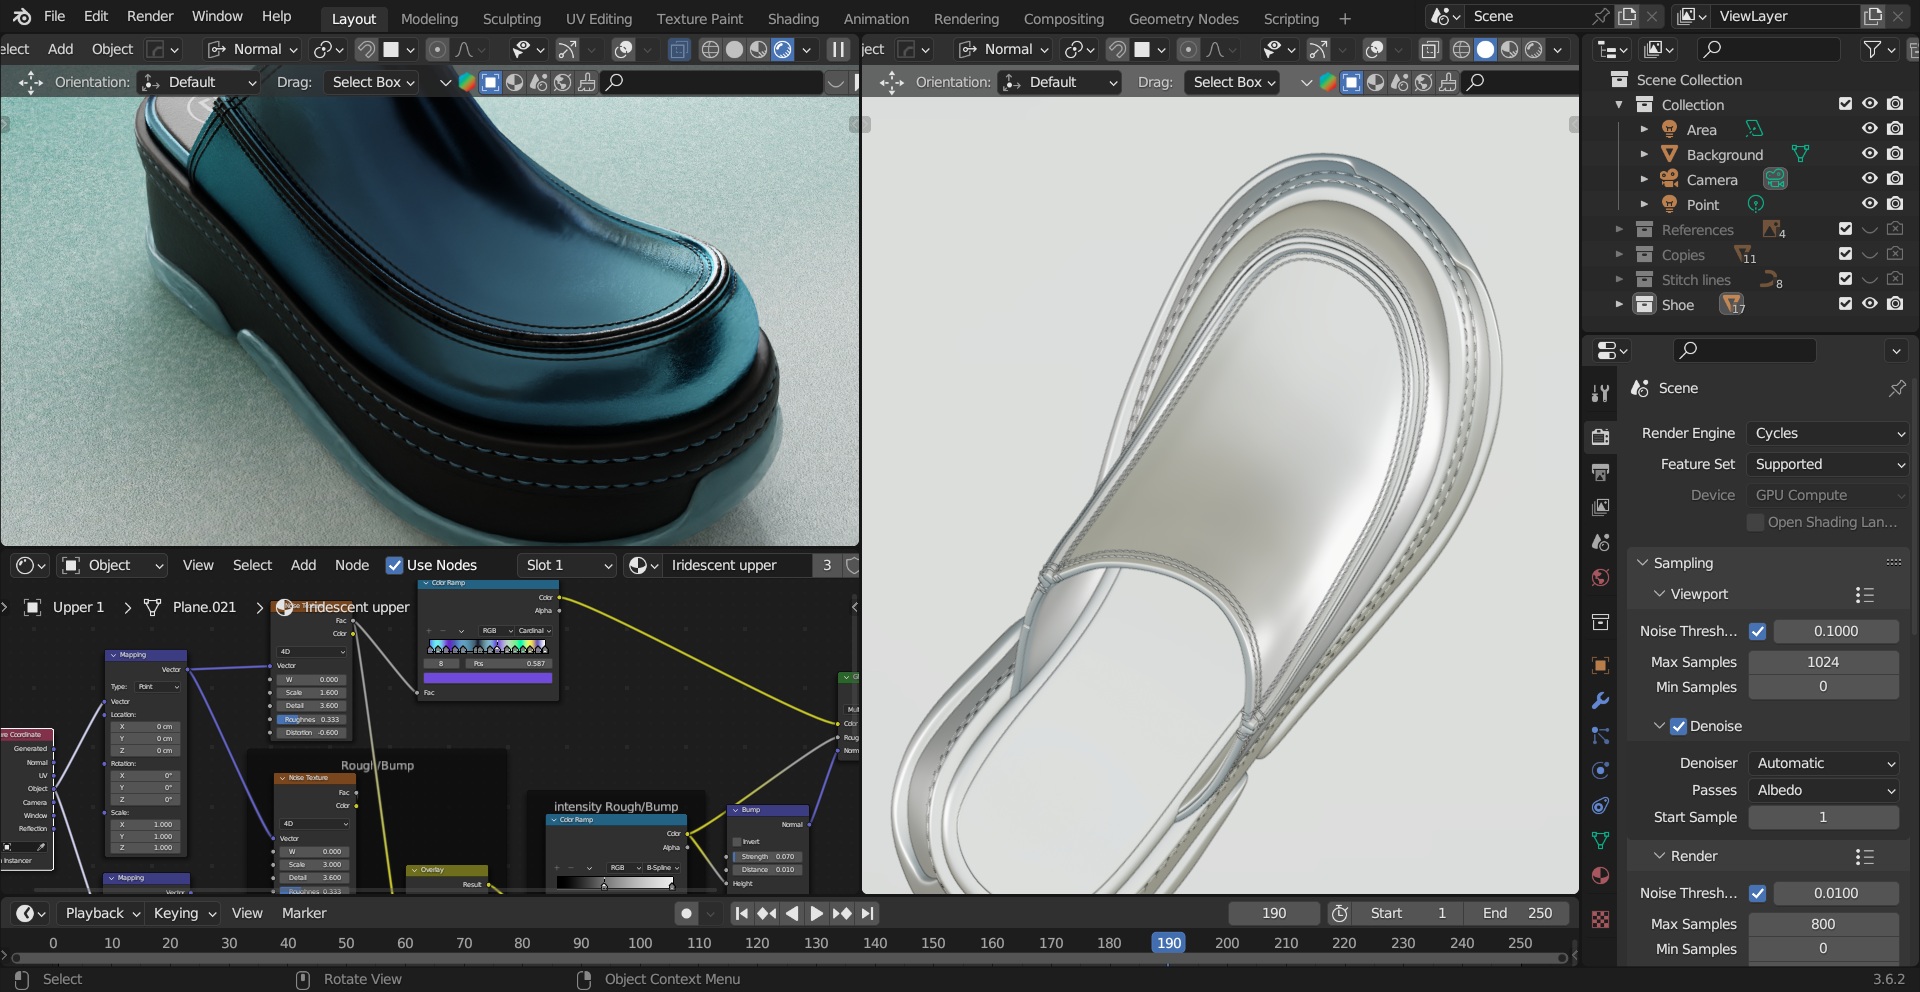 File Edit Render Window Help Layout Modeling Sculpting UV Editing Texture Paint Shading Animation Rendering Compositing Geometry Nodes Scripting + Scene ViewLayer
elect Add Object Normal
ject Normal
Orientation: Default Drag: Select Box
Orientation: Default Drag: Select Box
Scene Collection
Collection
Area
Background
Camera
Point
References 4
Copies 11
Stitch lines 8
Shoe 17
Scene
Render Engine Cycles
Feature Set Supported
Device GPU Compute
Open Shading Lan...
Sampling
Viewport
Noise Thresh... 0.1000
Max Samples 1024
Min Samples 0
Denoise
Denoiser Automatic
Passes Albedo
Start Sample 1
Render
Noise Thresh... 0.0100
Max Samples 800
Min Samples 0
Object View Select Add Node Use Nodes Slot 1 Iridescent upper 3
Upper 1 > Plane.021 > Iridescent upper
Color Ramp
Color
Alpha
RGB Cardinal
8 Pos 0.587
Fac
Fac
Color
4D
Vector
W 0.000
Scale 1.600
Detail 3.600
Roughness 0.333
Distortion -0.600
Mapping
Vector
Type: Point
Vector
Location:
X 0 cm
Y 0 cm
Z 0 cm
Rotation:
X 0°
Y 0°
Z 0°
Scale:
X 1.000
Y 1.000
Z 1.000
Mapping
Vector
re Coordinate
Generated
Normal
UV
Object
Camera
Window
Reflection
Instancer
Rough/Bump
Noise Texture
Fac
Color
4D
Vector
W 0.000
Scale 3.000
Detail 3.600
Roughness 0.333
Overlay
Result
intensity Rough/Bump
Color Ramp
Color
Alpha
RGB B-Spline
Bump
Normal
Invert
Strength 0.070
Distance 0.010
Height
Gl
Mul
Color
Roug
Norm
Playback Keying View Marker 190 Start 1 End 250
0 10 20 30 40 50 60 70 80 90 100 110 120 130 140 150 160 170 180 190 200 210 220 230 240 250
Select Rotate View Object Context Menu 3.6.2